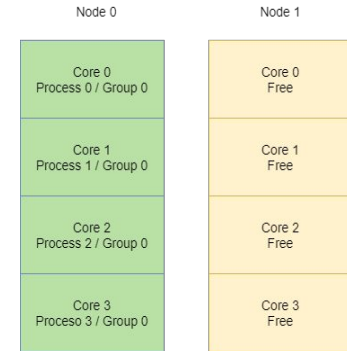 Node 0
Node 1
Core 0
Process 0 / Group 0
Core 0
Free
Core 1
Process 1 / Group 0
Core 1
Free
Core 2
Process 2 / Group 0
Core 2
Free
Core 3
Proceso 3 / Group 0
Core 3
Free